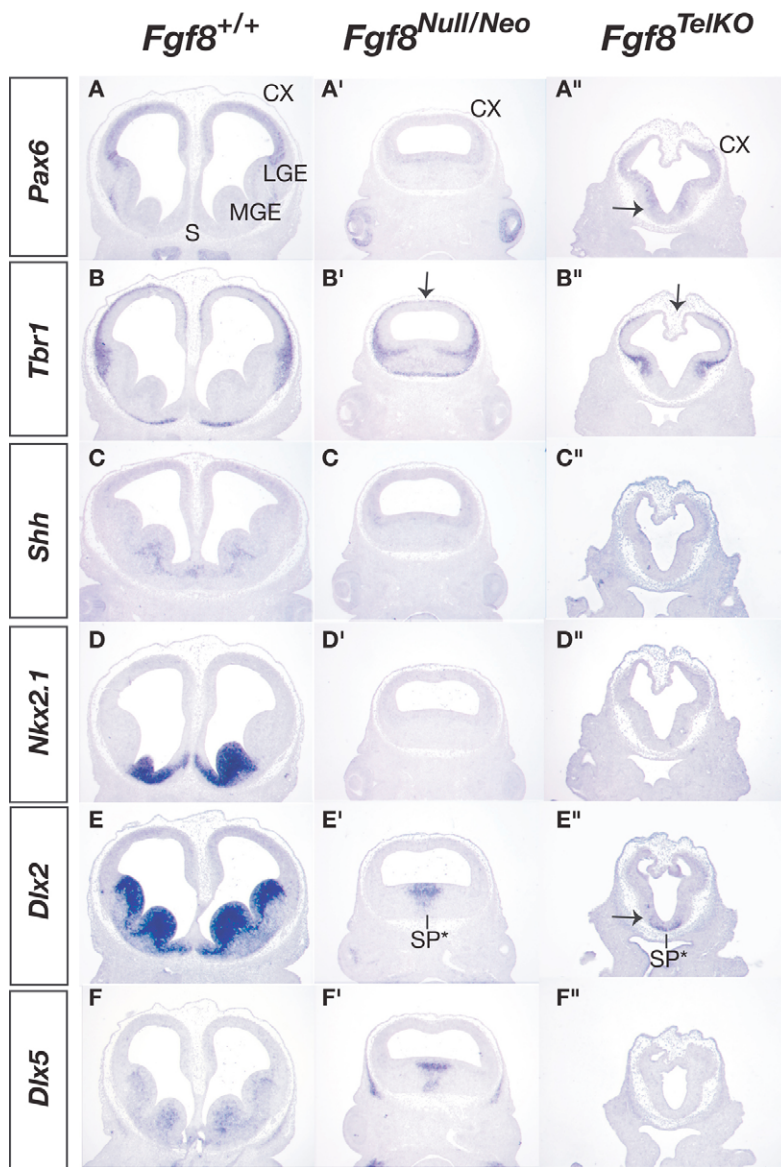 Fgf8+/+ Fgf8Null/Neo Fgf8TelKO
Pax6
A CX LGE MGE S
A' CX
A" CX
Tbr1
B B' B"
Shh
C C C"
Nkx2.1
D D' D"
Dlx2
E E' SP* E" SP*
Dlx5
F F' F"